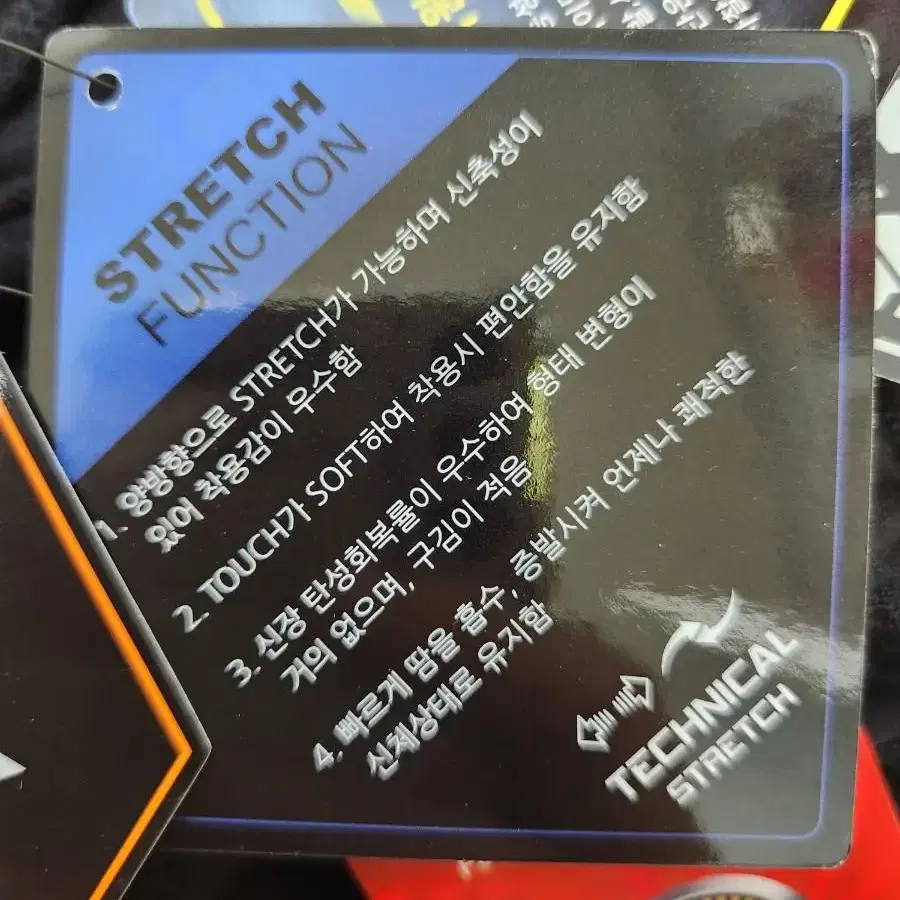 STRETCH
FUNCTION
1. 양방향으로 STRETCH가 가능하며 신축성이
있어 착용감이 우수함
2. TOUCH가 SOFT하여 착용시 편안함을 유지함
3. 신장 탄성회복률이 우수하여 형태 변형이
거의 없으며, 구김이 적음
4. 빠르게 땀을 흡수, 증발시켜 언제나 쾌적한
신체상태로 유지함
TECHNICAL
STRETCH